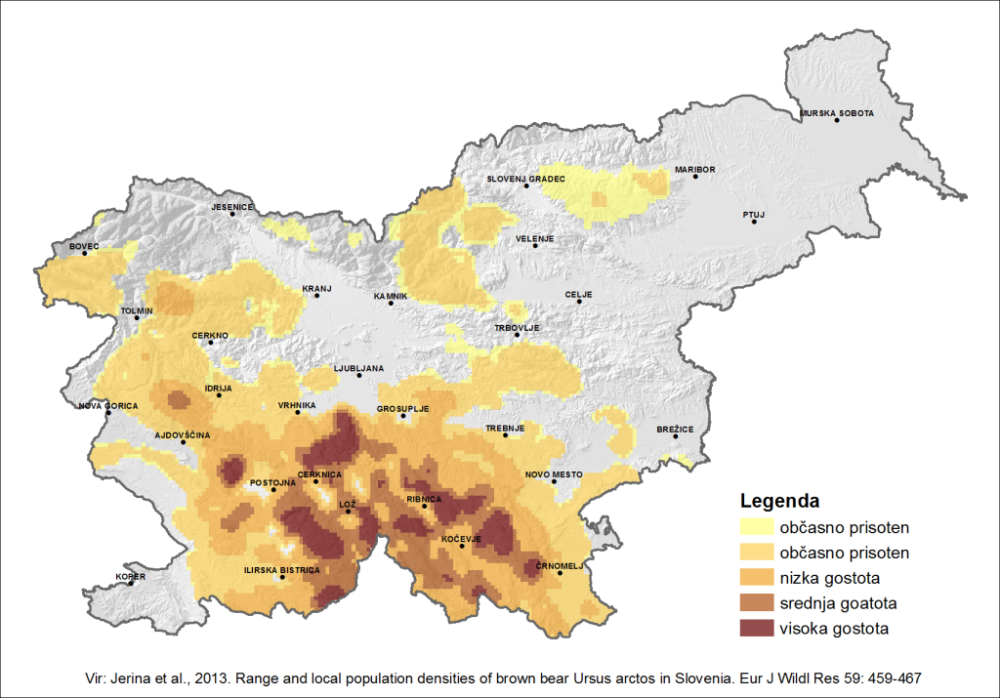 MURSKA SOBOTA
MARIBOR
SLOVENJ GRADEC
JESENICE
PTUJ
VELENJE
BOVEC
KRANJ
KAMNIK
CELJE
TOLMIN
TRBOVLJE
CERKNO
LJUBLJANA
IDRIJA
NOVA GORICA
VRHNIKA
GROSUPLJE
TREBNJE
BREŽICE
AJDOVŠČINA
CERKNICA
NOVO MESTO
POSTOJNA
LOŽ
RIBNICA
KOČEVJE
ILIRSKA BISTRICA
ČRNOMELJ
KOPER
Legenda
občasno prisoten
občasno prisoten
nizka gostota
srednja goatota
visoka gostota
Vir: Jerina et al., 2013. Range and local population densities of brown bear Ursus arctos in Slovenia. Eur J Wildl Res 59: 459-467